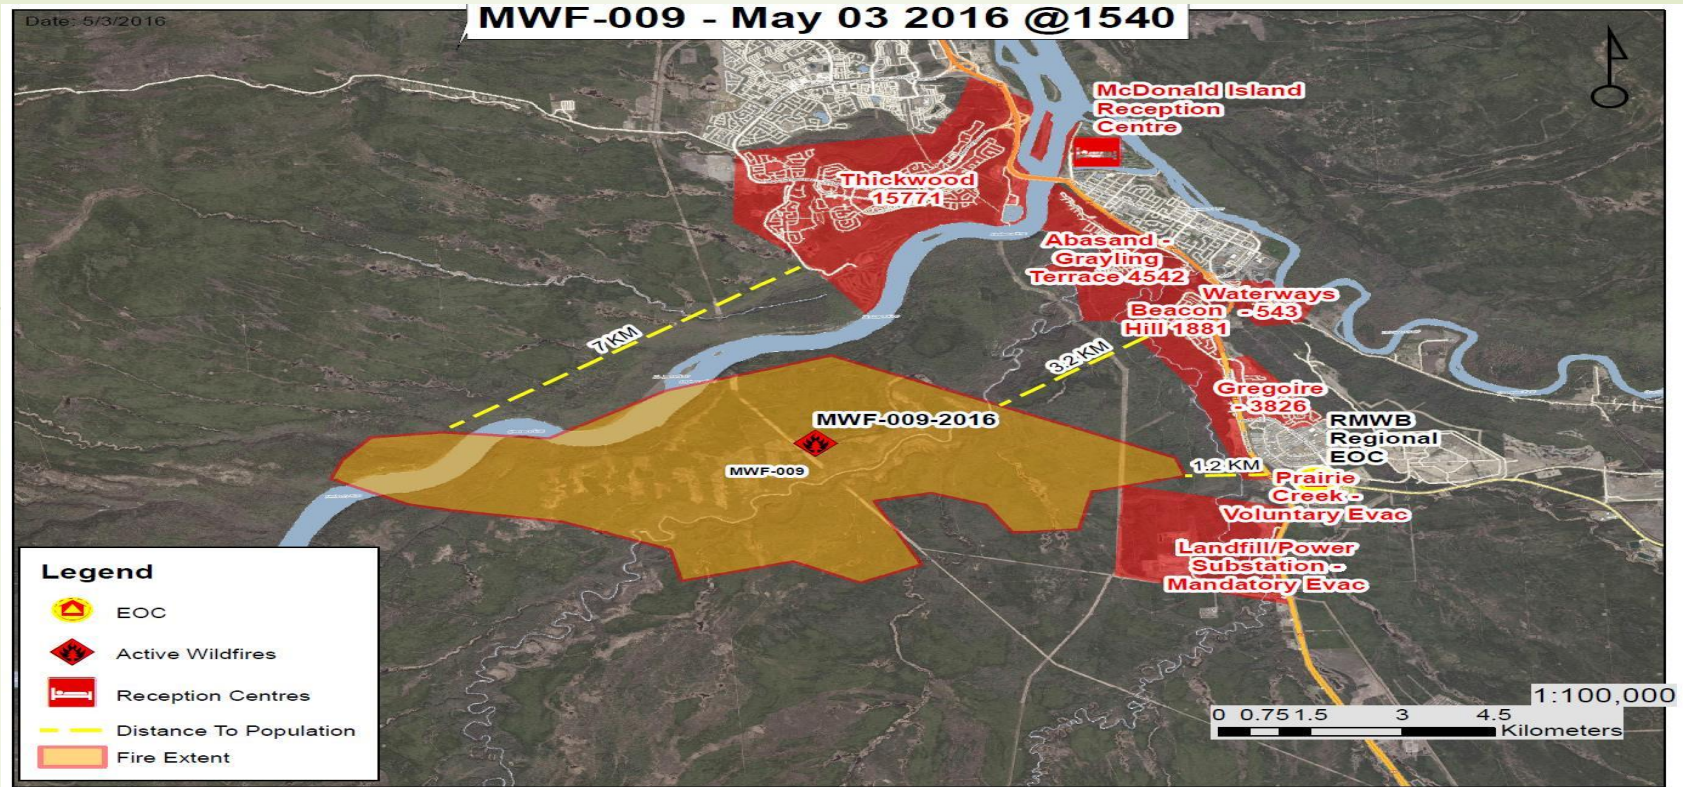 Date: 5/3/2016
MWF-009 - May 03 2016 @1540
McDonald Island
Reception
Centre
Thickwood
15771
Abasand -
Grayling
Terrace 4542
Waterways
- 543
Beacon
Hill 1881
7 KM
3.2 KM
Gregoire
- 3826
MWF-009-2016
MWF-009
RMWB
Regional
EOC
1.2 KM
Prairie
Creek -
Voluntary Evac
Landfill/Power
Substation -
Mandatory Evac
Legend
EOC
Active Wildfires
Reception Centres
Distance To Population
Fire Extent
1:100,000
0 0.75 1.5 3 4.5
Kilometers